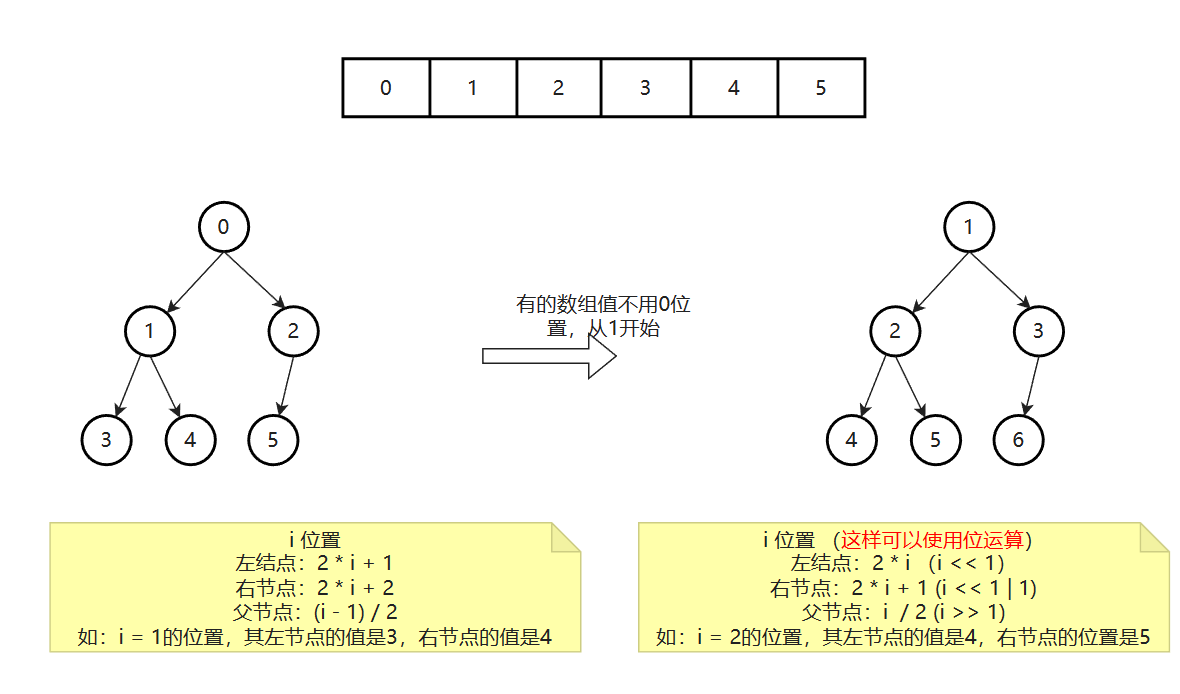 0 1 2 3 4 5
0
1
有的数组值不用0位
置，从1开始
1 2
2 3
3 4 5
4 5 6
i 位置
左结点：2 * i + 1
右节点：2 * i + 2
父节点：(i - 1) / 2
如：i = 1的位置，其左节点的值是3，右节点的值是4
i 位置 （这样可以使用位运算）
左结点：2 * i （i << 1）
右节点：2 * i + 1 (i << 1 | 1)
父节点：i / 2 (i >> 1)
如：i = 2的位置，其左节点的值是4，右节点的位置是5